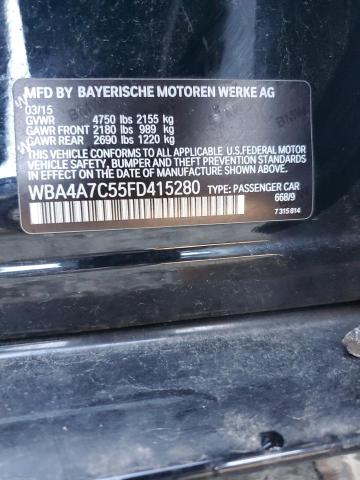 MFD BY BAYERISCHE MOTOREN WERKE AG
03/15
GVWR 4750 lbs 2155 kg
GAWR FRONT 2180 lbs 989 kg
GAWR REAR 2690 lbs 1220 kg
THIS VEHICLE CONFORMS TO ALL APPLICABLE U.S.FEDERAL MOTOR
VEHICLE SAFETY, BUMPER, AND THEFT PREVENTION STANDARDS
IN EFFECT ON THE DATE OF MANUFACTURE SHOWN ABOVE.
WBA4A7C55FD415280 TYPE: PASSENGER CAR
668/9
7 315 814